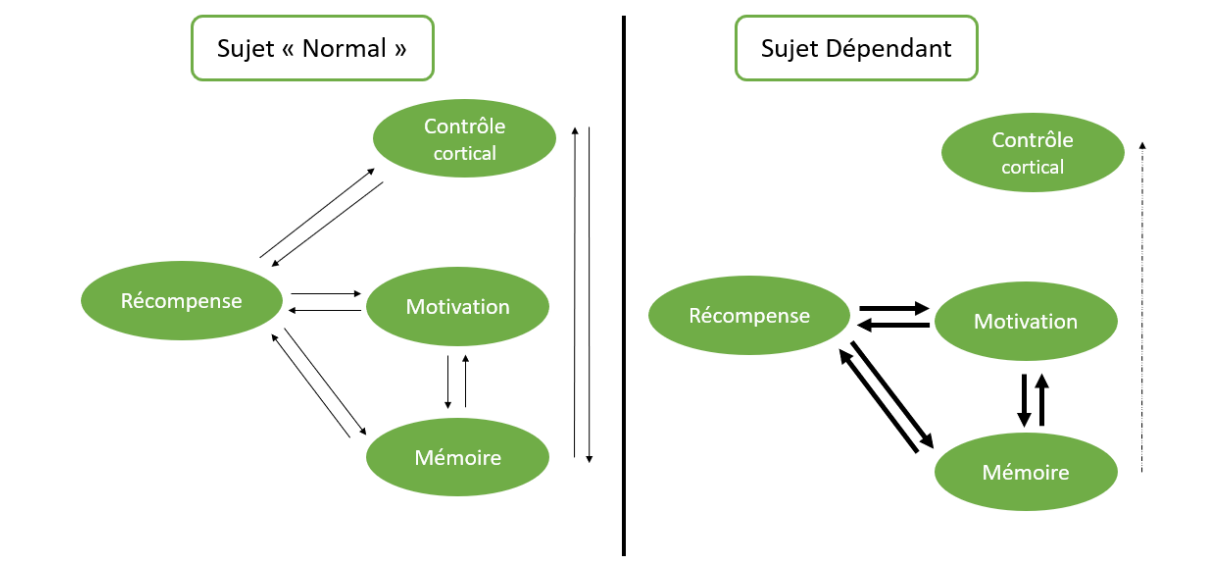 Sujet « Normal »
Contrôle
cortical
Récompense
Motivation
Mémoire
Sujet Dépendant
Contrôle
cortical
Récompense
Motivation
Mémoire